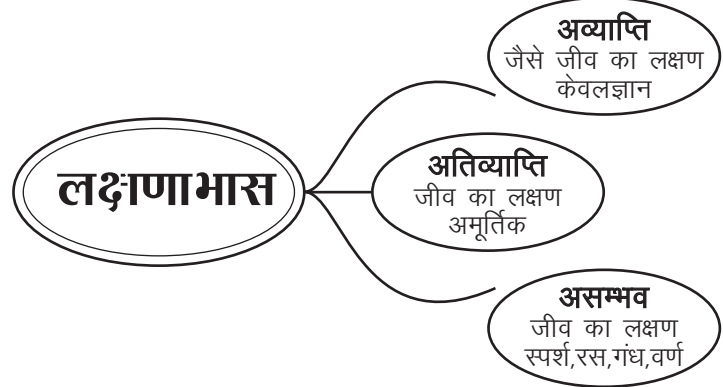 लक्षणाभास
अव्याप्ति
जैसे जीव का लक्षण
केवलज्ञान
अतिव्याप्ति
जीव का लक्षण
अमूर्तिक
असम्भव
जीव का लक्षण
स्पर्श,रस,गंध,वर्ण